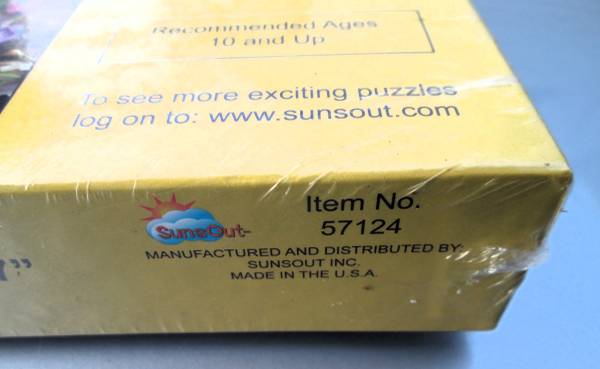 Recommended Ages
10 and Up
To see more exciting puzzles
log on to: www.sunsout.com
Item No.
57124
SunsOut
MANUFACTURED AND DISTRIBUTED BY:
SUNSOUT INC.
MADE IN THE U.S.A.